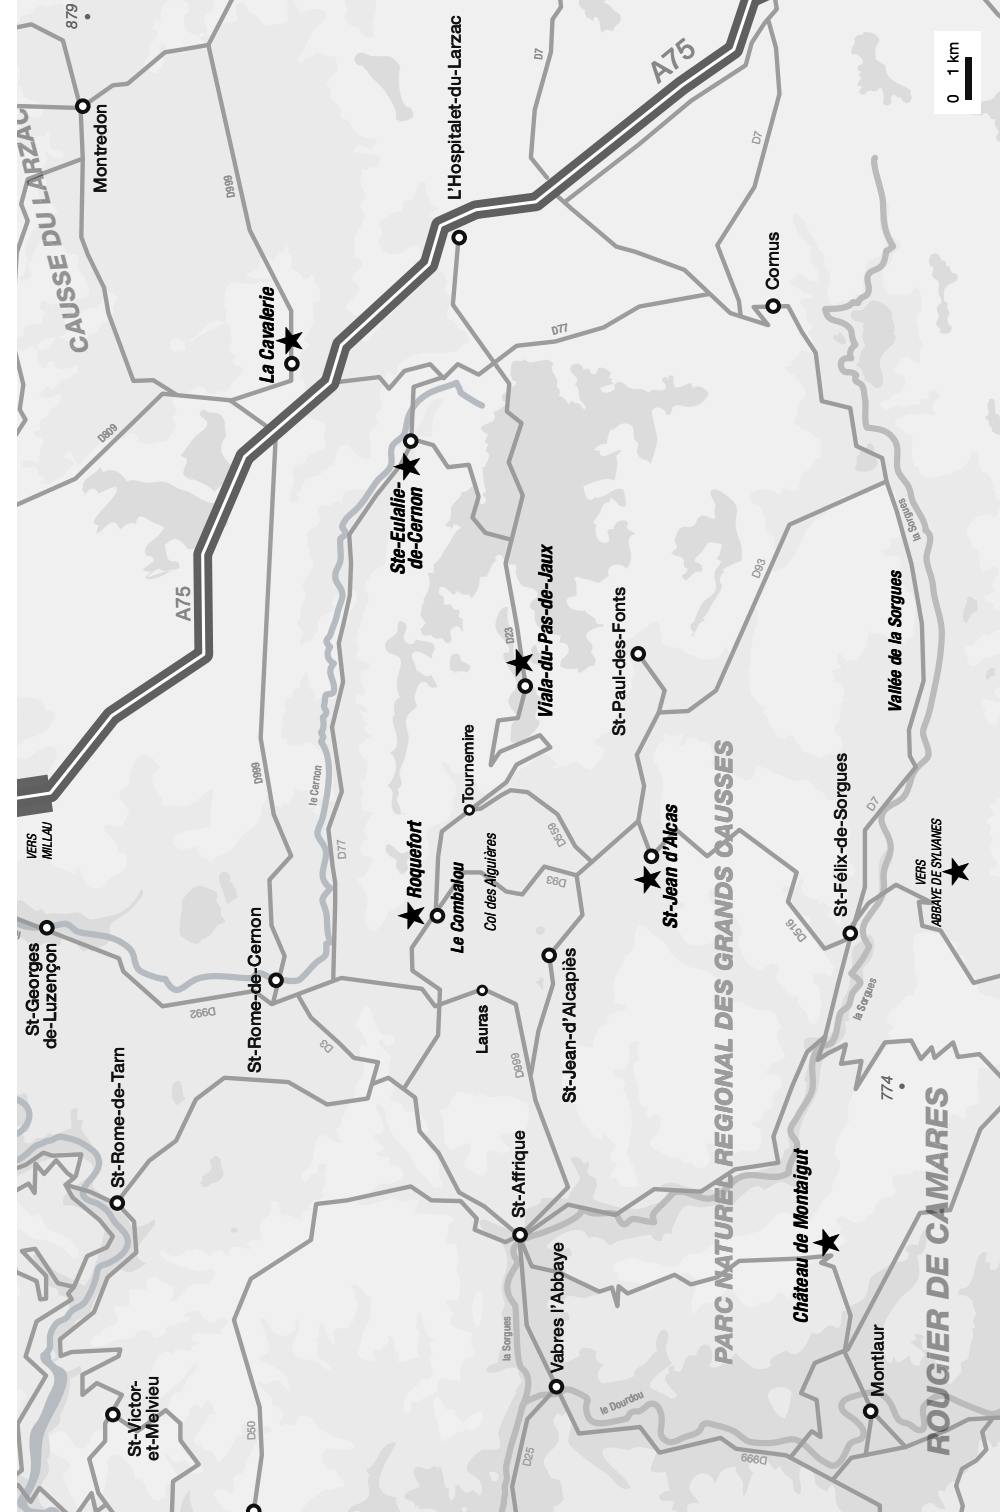 VERS
MILLAU
St-Georges
de-Luzençon
St-Rome-de-Tarn
St-Victor-
et-Melvieu
CAUSSE DU LARZAC
879
Montredon
D809
A75
D999
La Cavalerie
D999
le Cernon
D77
St-Rome-de-Cernon
D992
D3
D50
L'Hospitalet-du-Larzac
D7
A75
D77
Ste-Eulalie-
de-Cernon
D23
Viala-du-Pas-de-Jaux
Tournemire
Roquefort
Le Combalou
Col des Aiguières
D559
D93
Lauras
D999
St-Jean-d'Alcapiès
St-Affrique
la Sorgues
Vabres l'Abbaye
D25
le Dourdou
D999
St-Paul-des-Fonts
St-Jean d'Alcas
D93
D7
Cornus
0 1 km
la Sorgues
Vallée de la Sorgues
D7
St-Félix-de-Sorgues
D516
VERS
ABBAYE DE SYLVANES
la Sorgues
774
PARC NATUREL REGIONAL DES GRANDS CAUSSES
Château de Montaigut
Montlaur
ROUGIER DE CAMARES